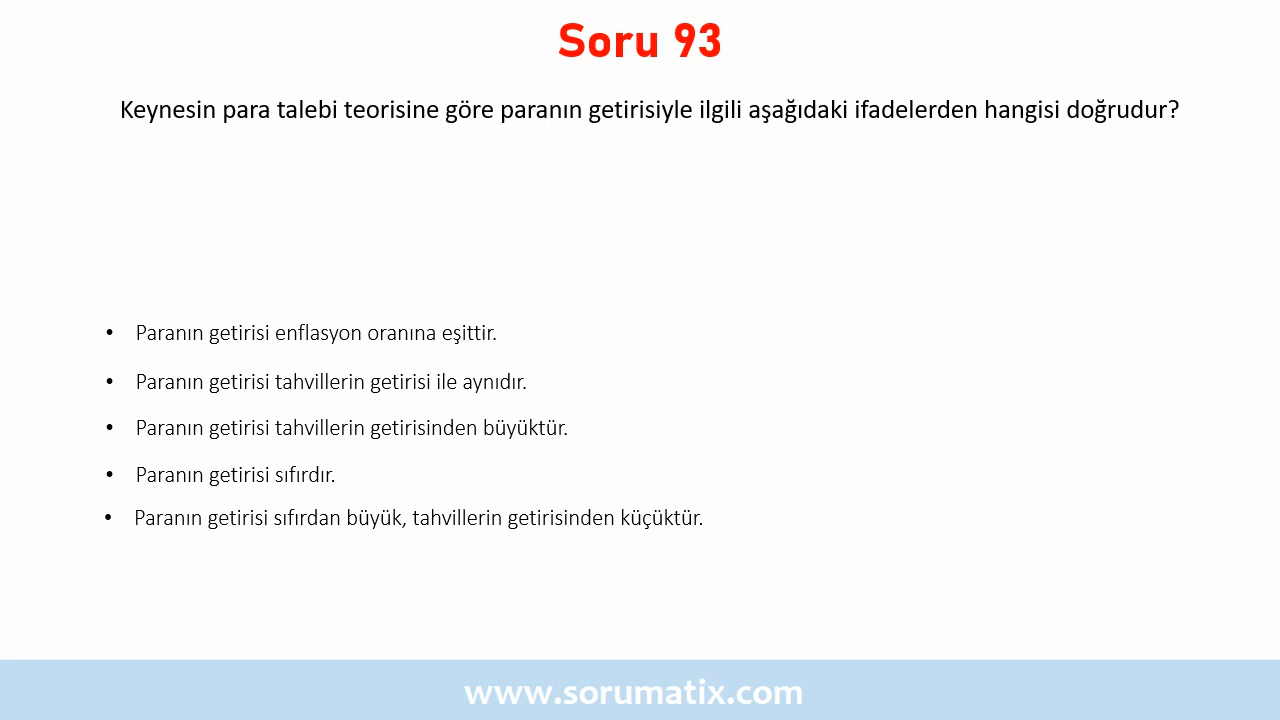 Soru 93
Keynesin para talebi teorisine göre paranın getirisiyle ilgili aşağıdaki ifadelerden hangisi doğrudur?
• Paranın getirisi enflasyon oranına eşittir.
• Paranın getirisi tahvillerin getirisi ile aynıdır.
• Paranın getirisi tahvillerin getirisinden büyüktür.
• Paranın getirisi sıfırdır.
• Paranın getirisi sıfırdan büyük, tahvillerin getirisinden küçüktür.
www.sorumatix.com